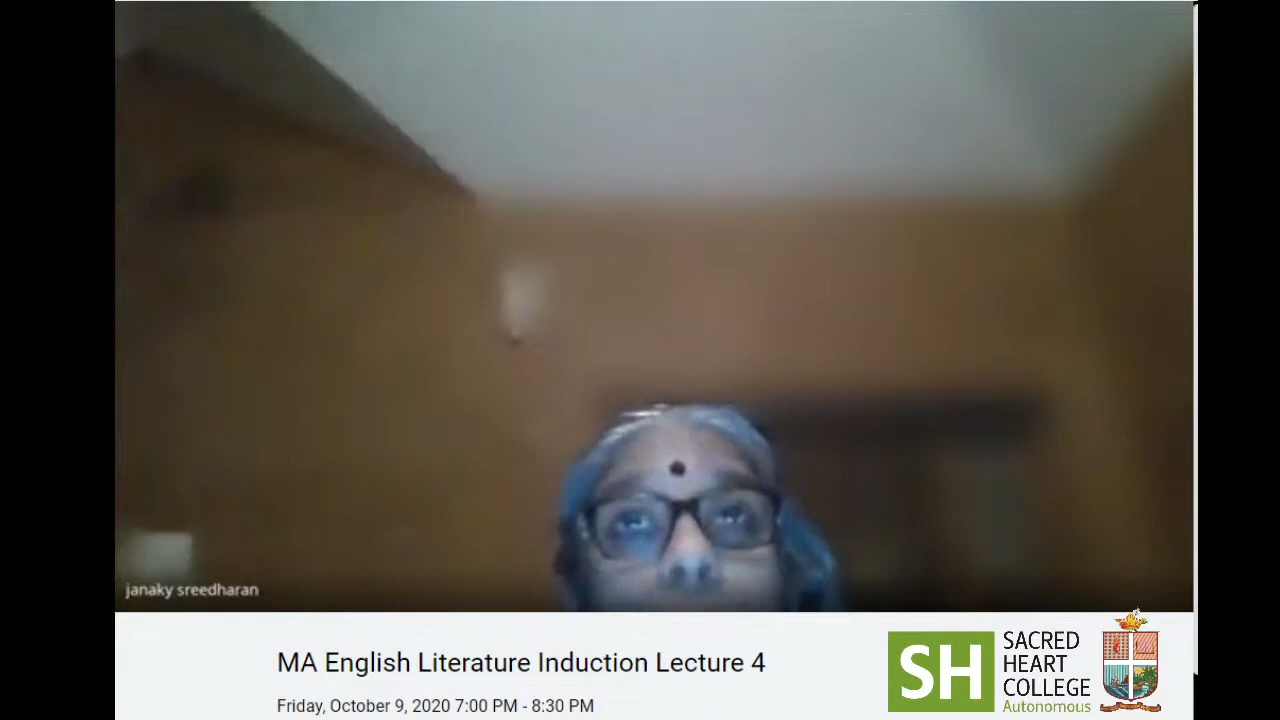 janaky sreedharan
MA English Literature Induction Lecture 4
Friday, October 9, 2020 7:00 PM - 8:30 PM
SH
SACRED
HEART
COLLEGE
Autonomous